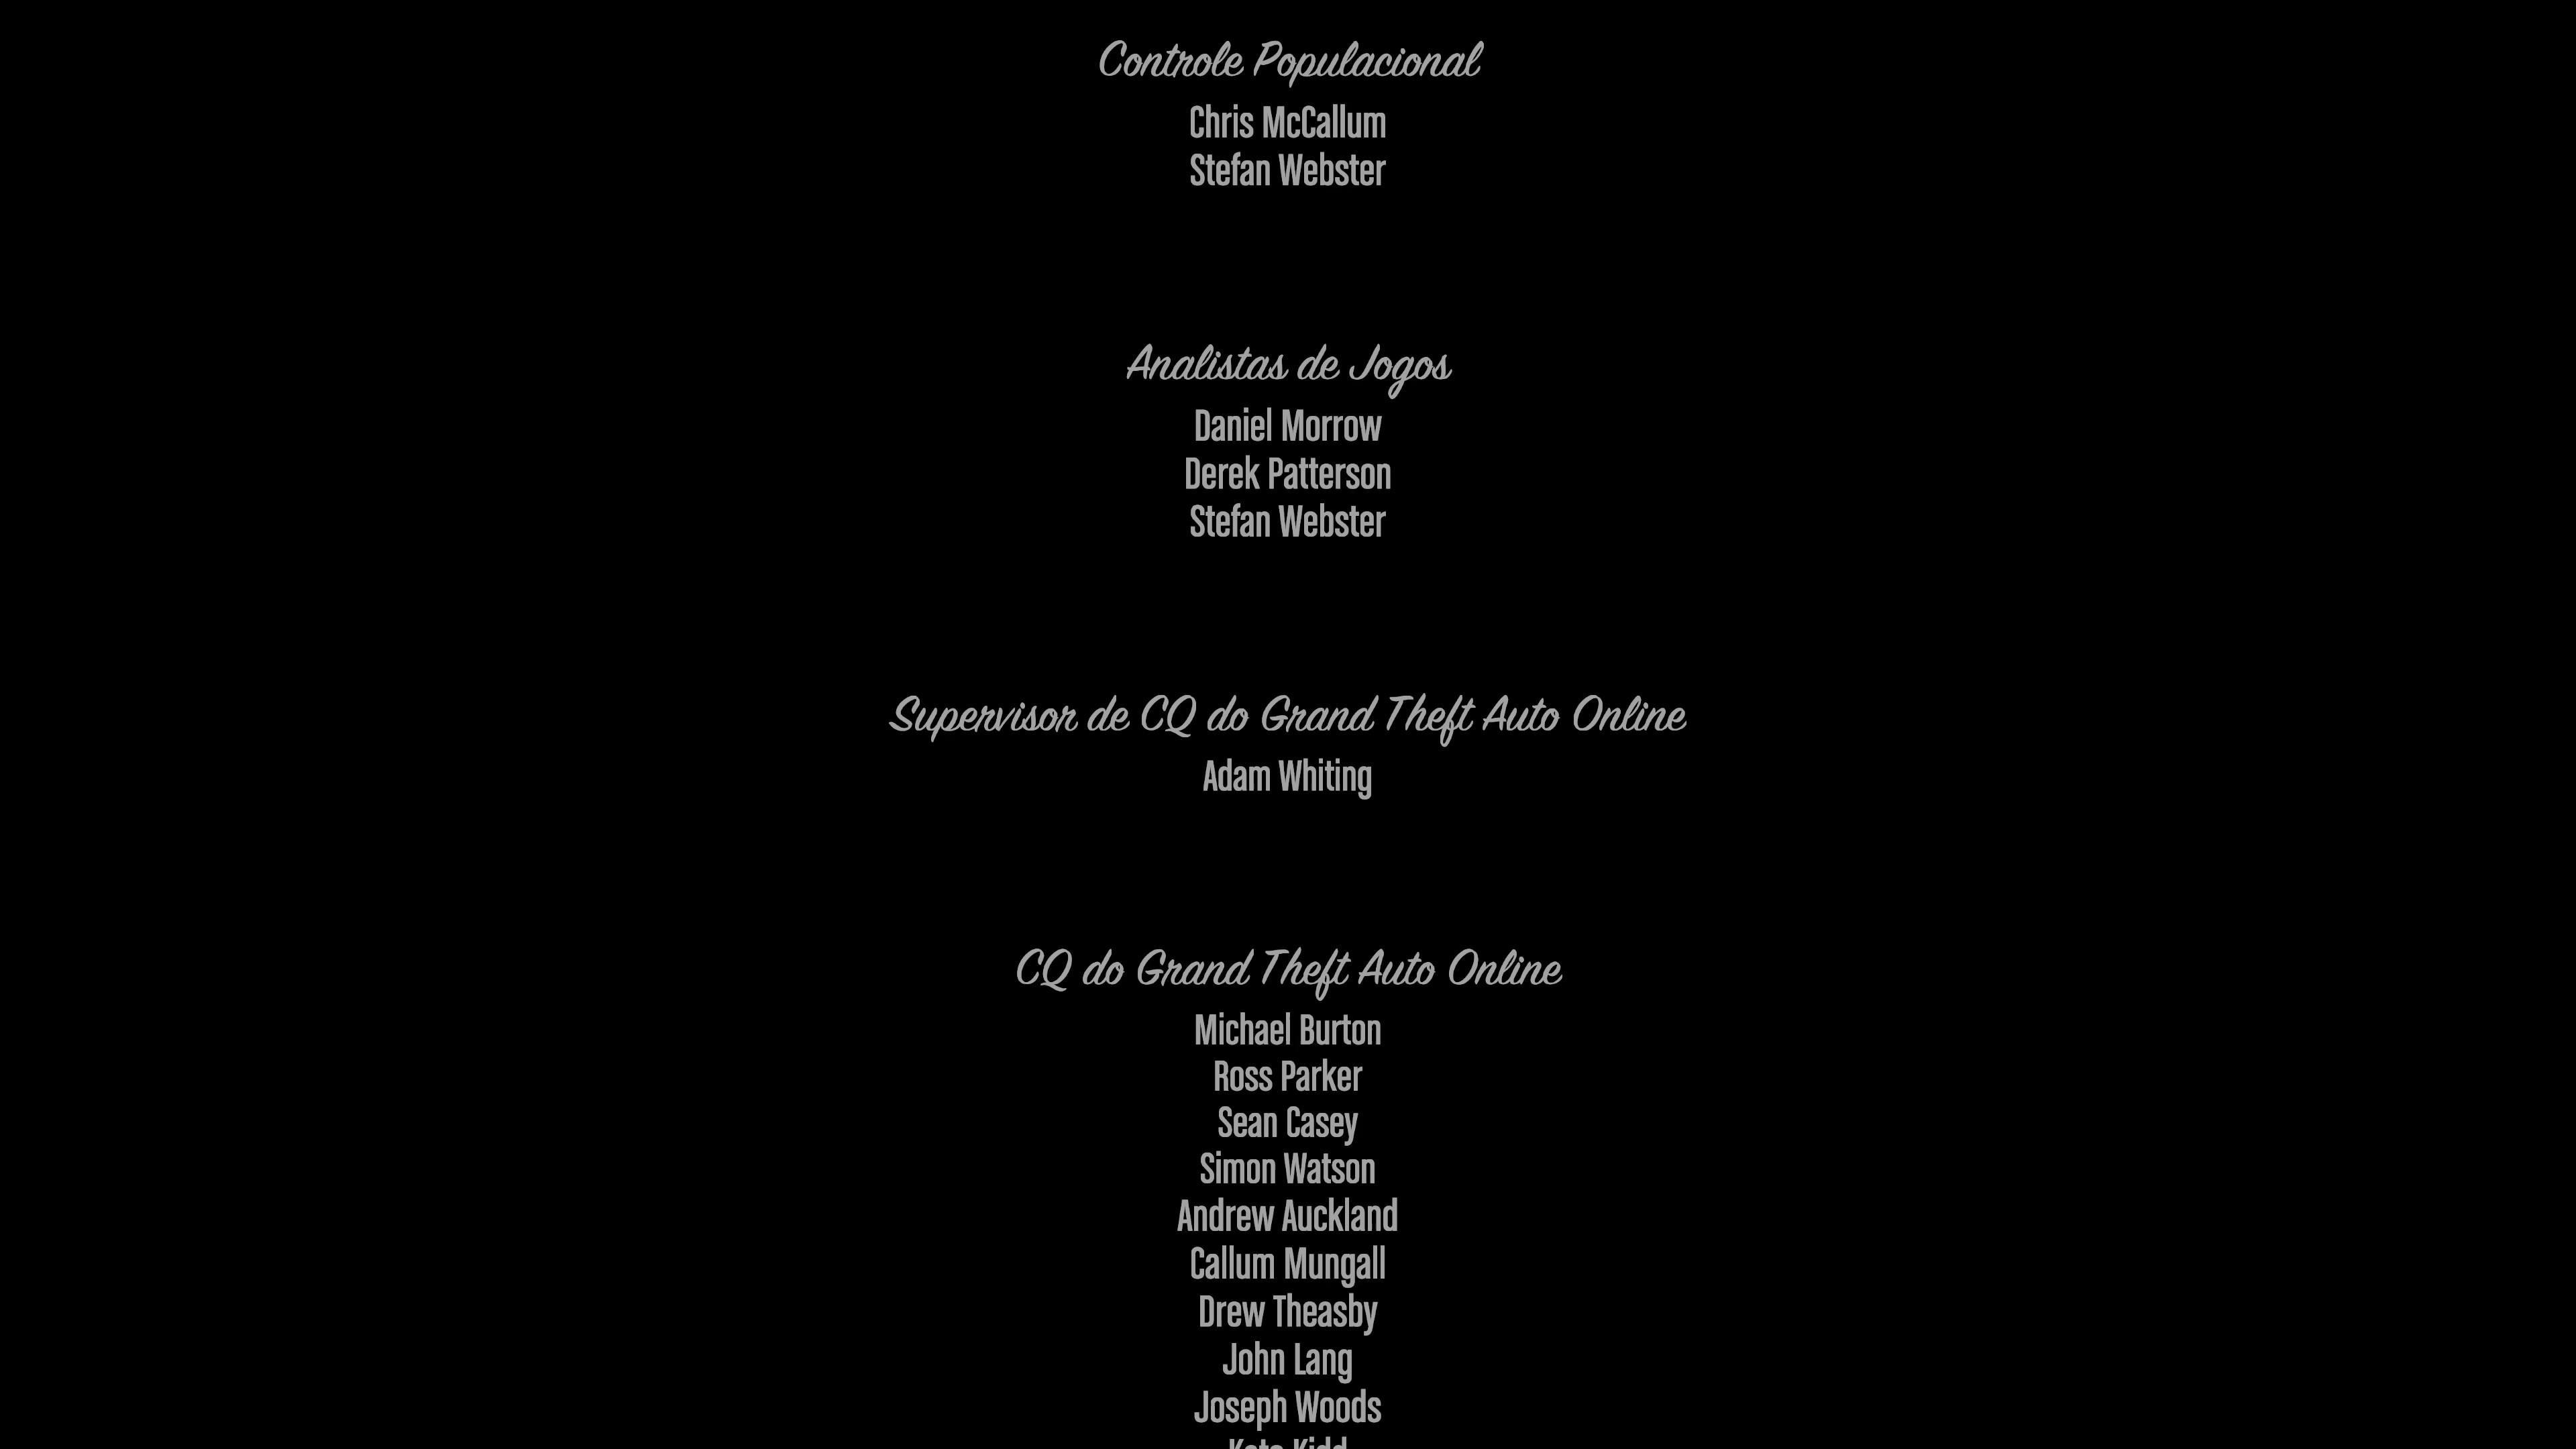 Controle Populacional
Chris McCallum
Stefan Webster
Analistas de Jogos
Daniel Morrow
Derek Patterson
Stefan Webster
Supervisor de CQ do Grand Theft Auto Online
Adam Whiting
CQ do Grand Theft Auto Online
Michael Burton
Ross Parker
Sean Casey
Simon Watson
Andrew Auckland
Callum Mungall
Drew Theasby
John Lang
Joseph Woods